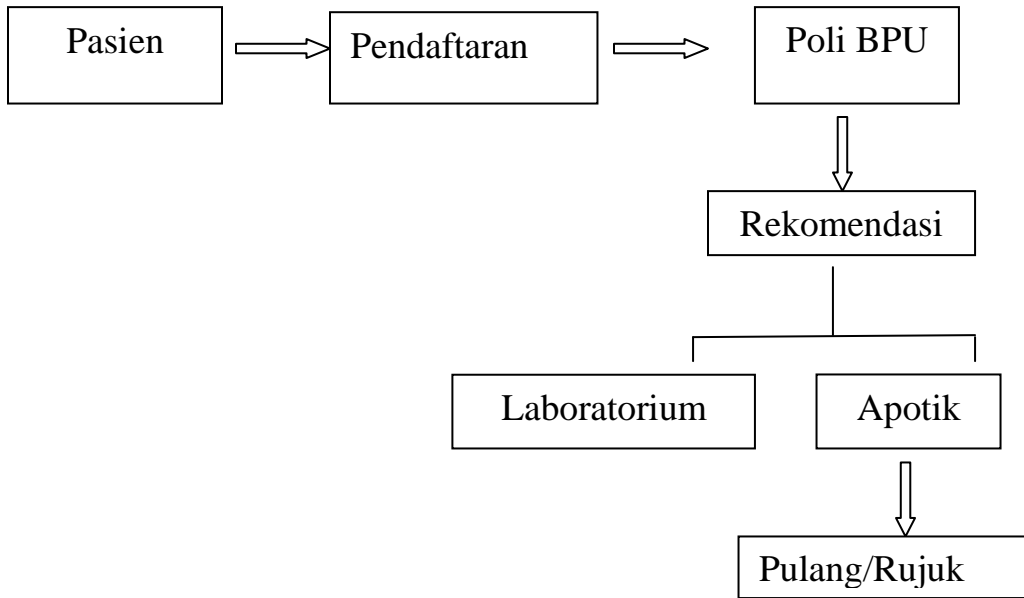 Pasien
Pendaftaran
Poli BPU
Rekomendasi
Laboratorium
Apotik
Pulang/Rujuk